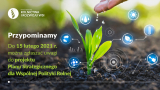 Przypominamy
Do 15 lutego 2021 r.
można zgłaszać uwagi
do projektu
Planu Strategicznego
dla Wspólnej Polityki Rolnej